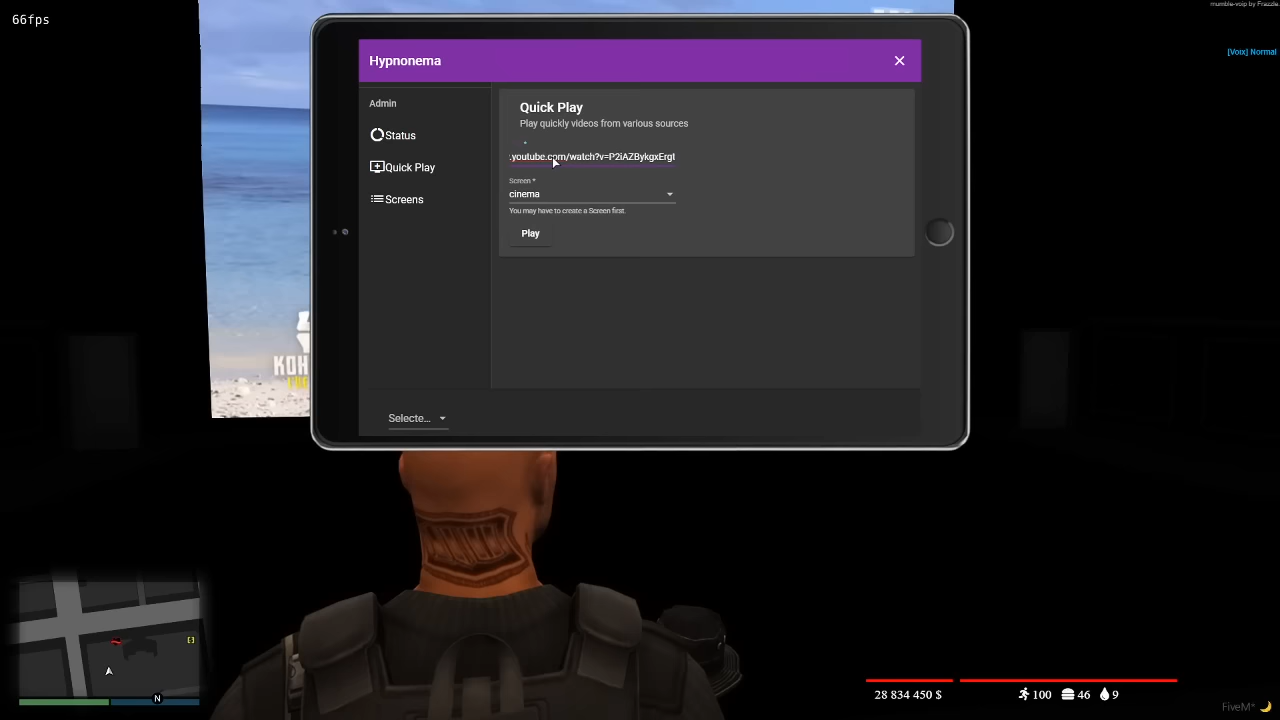 66fps
mumble-voip by Frazzle
[Voix] Normal
Hypnonema
Admin
Status
Quick Play
Screens
Quick Play
Play quickly videos from various sources
.youtube.com/watch?v=P2iAZBykgxErgt
Screen *
cinema
You may have to create a Screen first.
Play
Selecte...
КОН
N
28 834 450 $
100
46
9
FiveM*